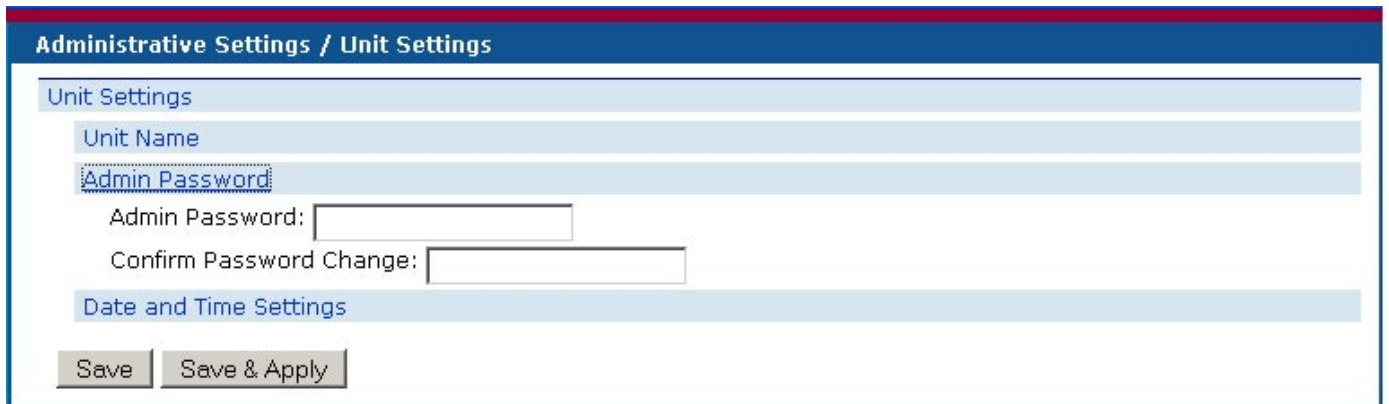 Administrative Settings / Unit Settings
Unit Settings
Unit Name
Admin Password
Admin Password:
Confirm Password Change:
Date and Time Settings
Save Save & Apply